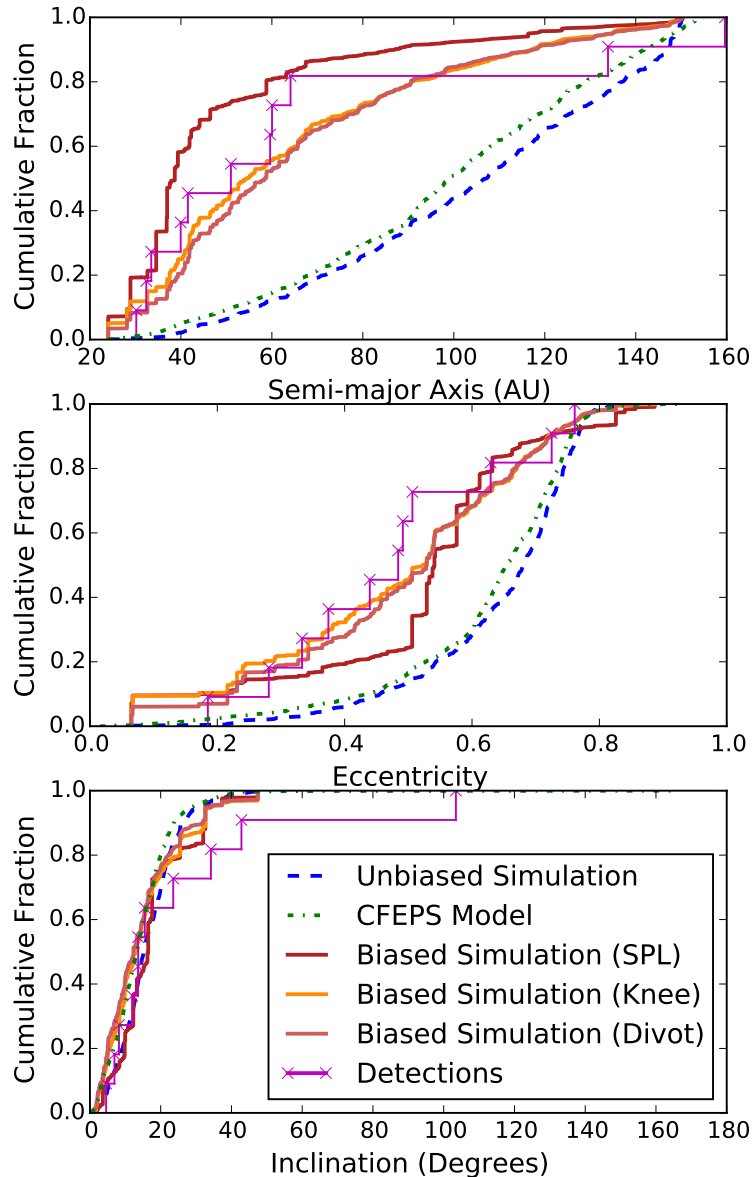 1.0
0.8
0.6
0.4
0.2
0.0
Cumulative Fraction
20 40 60 80 100 120 140 160
Semi-major Axis (AU)
1.0
0.8
0.6
0.4
0.2
0.0
Cumulative Fraction
0.0 0.2 0.4 0.6 0.8 1.0
Eccentricity
1.0
0.8
0.6
0.4
0.2
0.0
Cumulative Fraction
Unbiased Simulation
CFEPS Model
Biased Simulation (SPL)
Biased Simulation (Knee)
Biased Simulation (Divot)
Detections
0 20 40 60 80 100 120 140 160 180
Inclination (Degrees)